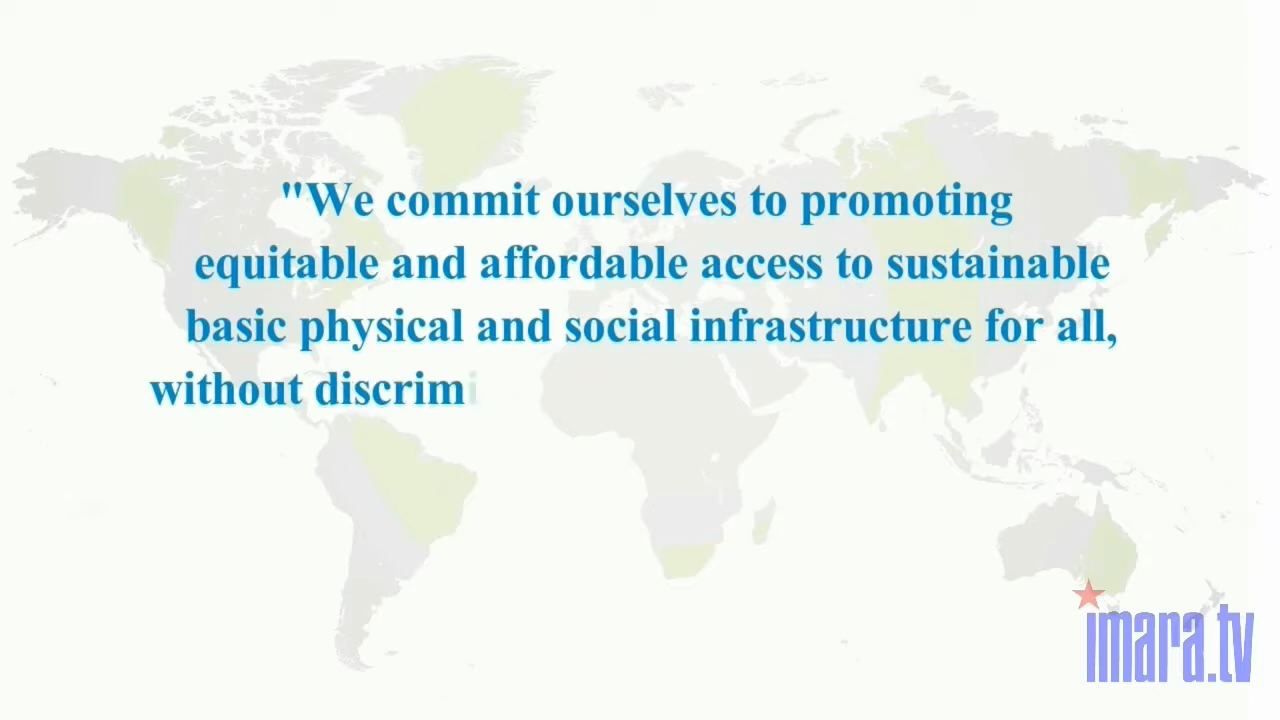 "We commit ourselves to promoting
equitable and affordable access to sustainable
basic physical and social infrastructure for all,
without discrimi
imara.tv